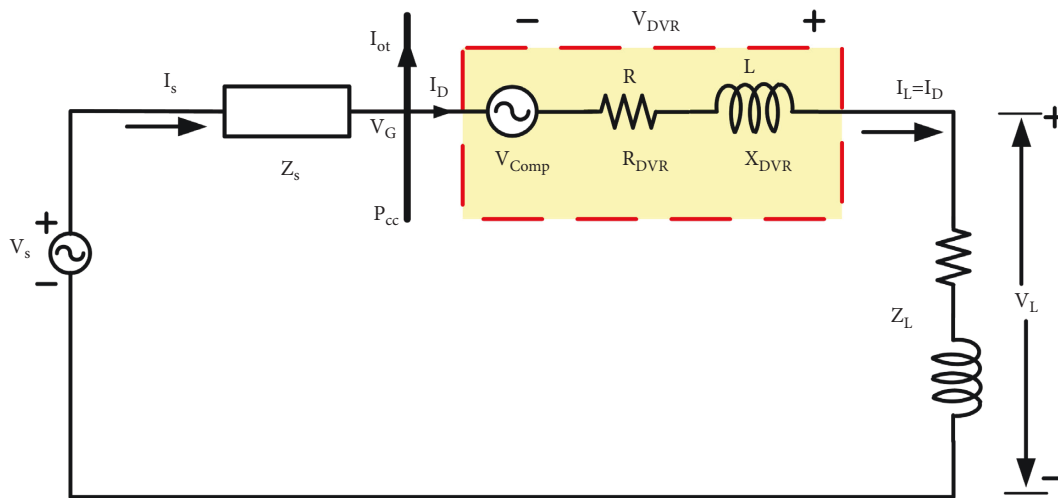 − V_DVR +
I_ot
I_s
I_D
R
L
I_L=I_D
V_G
V_Comp
R_DVR
X_DVR
Z_s
P_cc
+
V_s
−
+
Z_L
V_L
−